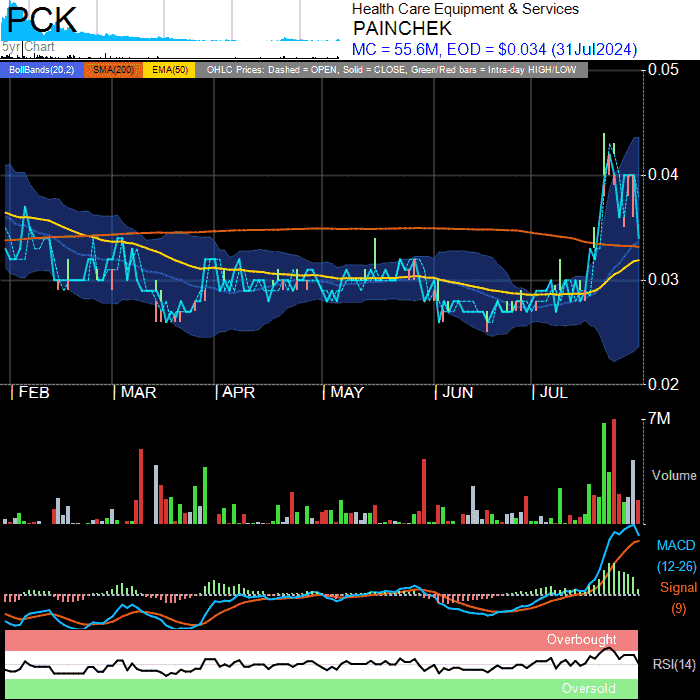 PCK
5yr Chart
Health Care Equipment & Services
PAINCHEK
MC = 55.6M, EOD = $0.034 (31Jul2024)
BollBands(20,2) SMA(200) EMA(50) OHLC Prices: Dashed = OPEN, Solid = CLOSE, Green/Red bars = Intra-day HIGH/LOW
0.05
0.04
0.03
0.02
FEB MAR APR MAY JUN JUL
7M
Volume
MACD
(12-26)
Signal
(9)
Overbought
RSI(14)
Oversold